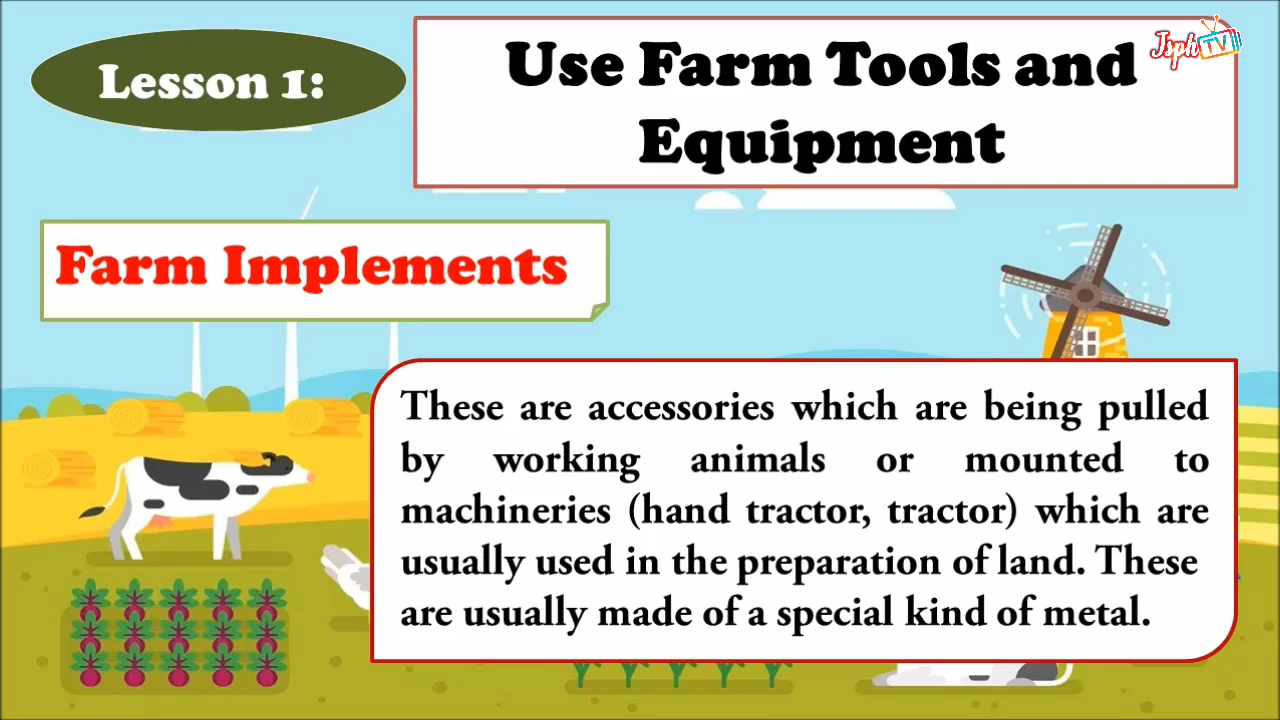 Lesson 1:
Use Farm Tools and
Equipment
Jsph TV
Farm Implements
These are accessories which are being pulled
by working animals or mounted to
machineries (hand tractor, tractor) which are
usually used in the preparation of land. These
are usually made of a special kind of metal.